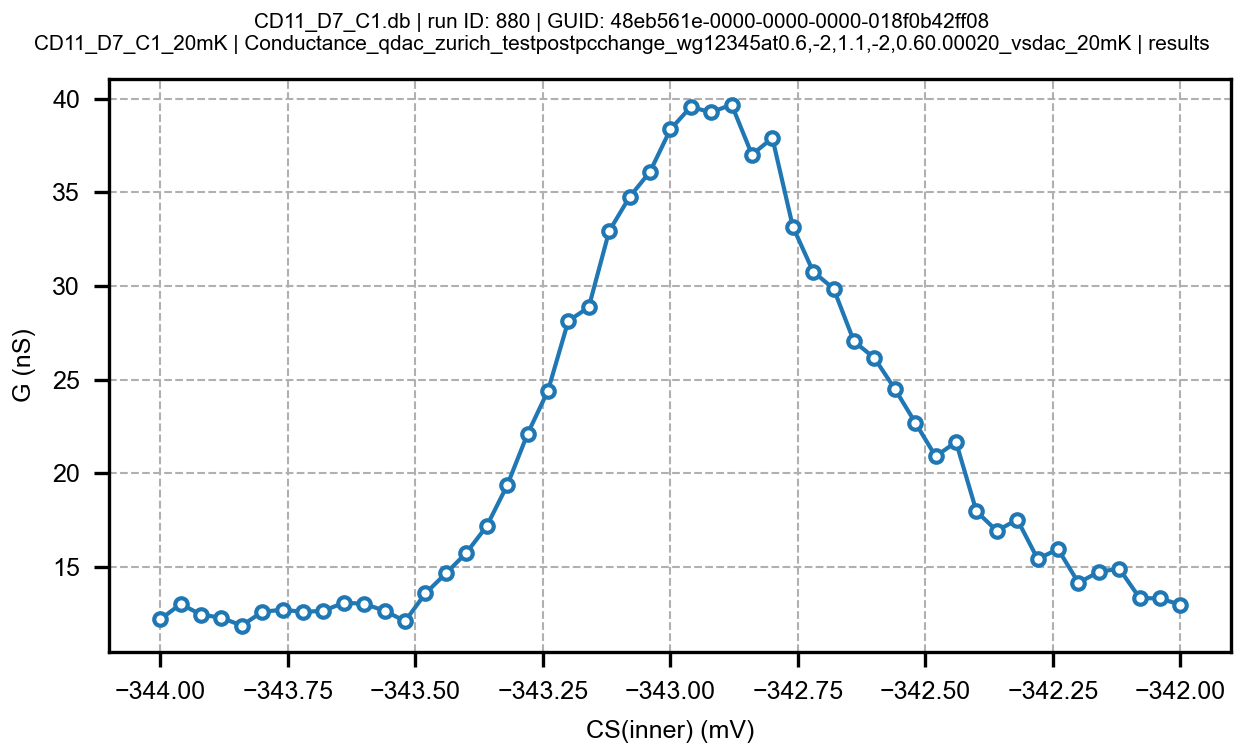 CD11_D7_C1.db | run ID: 880 | GUID: 48eb561e-0000-0000-0000-018f0b42ff08
CD11_D7_C1_20mK | Conductance_qdac_zurich_testpostpcchange_wg12345at0.6,-2,1.1,-2,0.60.00020_vsdac_20mK | results
40
35
30
25
20
15
G (nS)
−344.00 −343.75 −343.50 −343.25 −343.00 −342.75 −342.50 −342.25 −342.00
CS(inner) (mV)